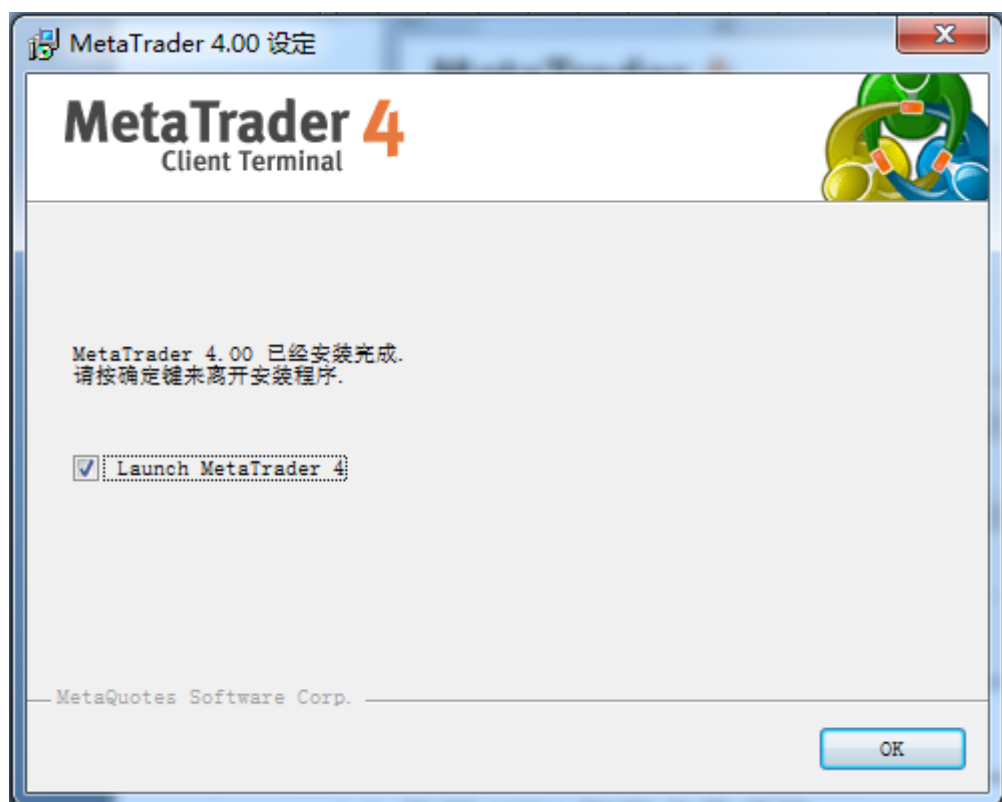 MetaTrader 4.00 设定
MetaTrader 4
Client Terminal
MetaTrader 4.00 已经安装完成.
请按确定键来离开安装程序.
Launch MetaTrader 4
MetaQuotes Software Corp.
OK